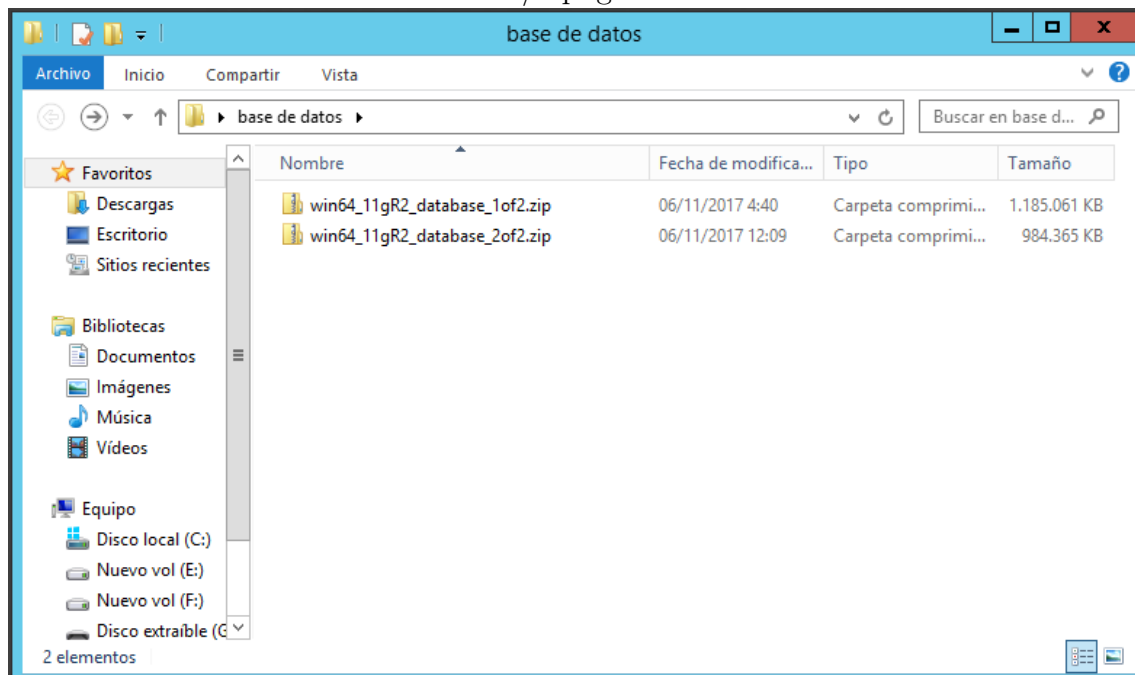 base de datos
Archivo Inicio Compartir Vista
base de datos Buscar en base d...
Nombre Fecha de modifica... Tipo Tamaño
win64_11gR2_database_1of2.zip 06/11/2017 4:40 Carpeta comprimi... 1.185.061 KB
win64_11gR2_database_2of2.zip 06/11/2017 12:09 Carpeta comprimi... 984.365 KB
Favoritos
Descargas
Escritorio
Sitios recientes
Bibliotecas
Documentos
Imágenes
Música
Vídeos
Equipo
Disco local (C:)
Nuevo vol (E:)
Nuevo vol (F:)
Disco extraíble (G
2 elementos